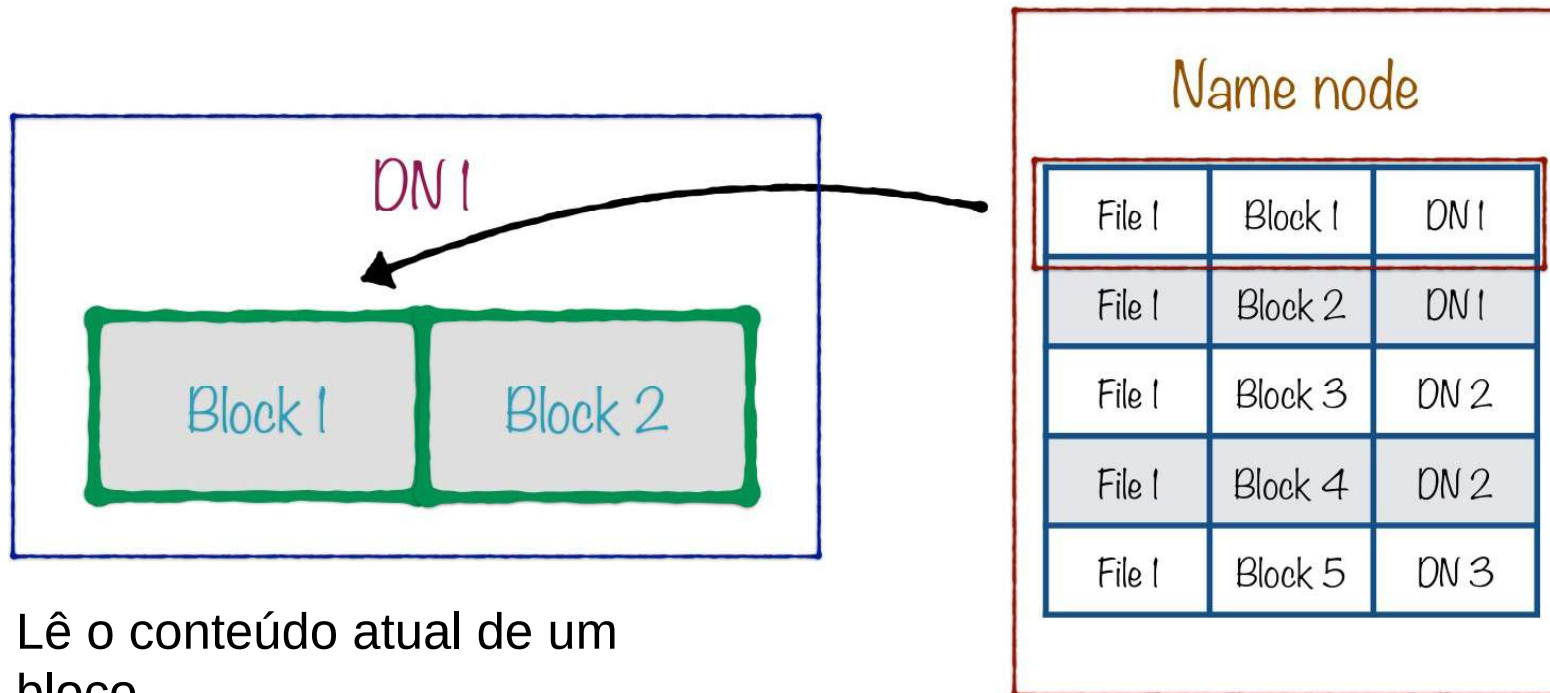 Name node
DN 1
File 1 Block 1 DN 1
File 1 Block 2 DN 1
File 1 Block 3 DN 2
File 1 Block 4 DN 2
File 1 Block 5 DN 3
Block 1 Block 2
Lê o conteúdo atual de um
bloco